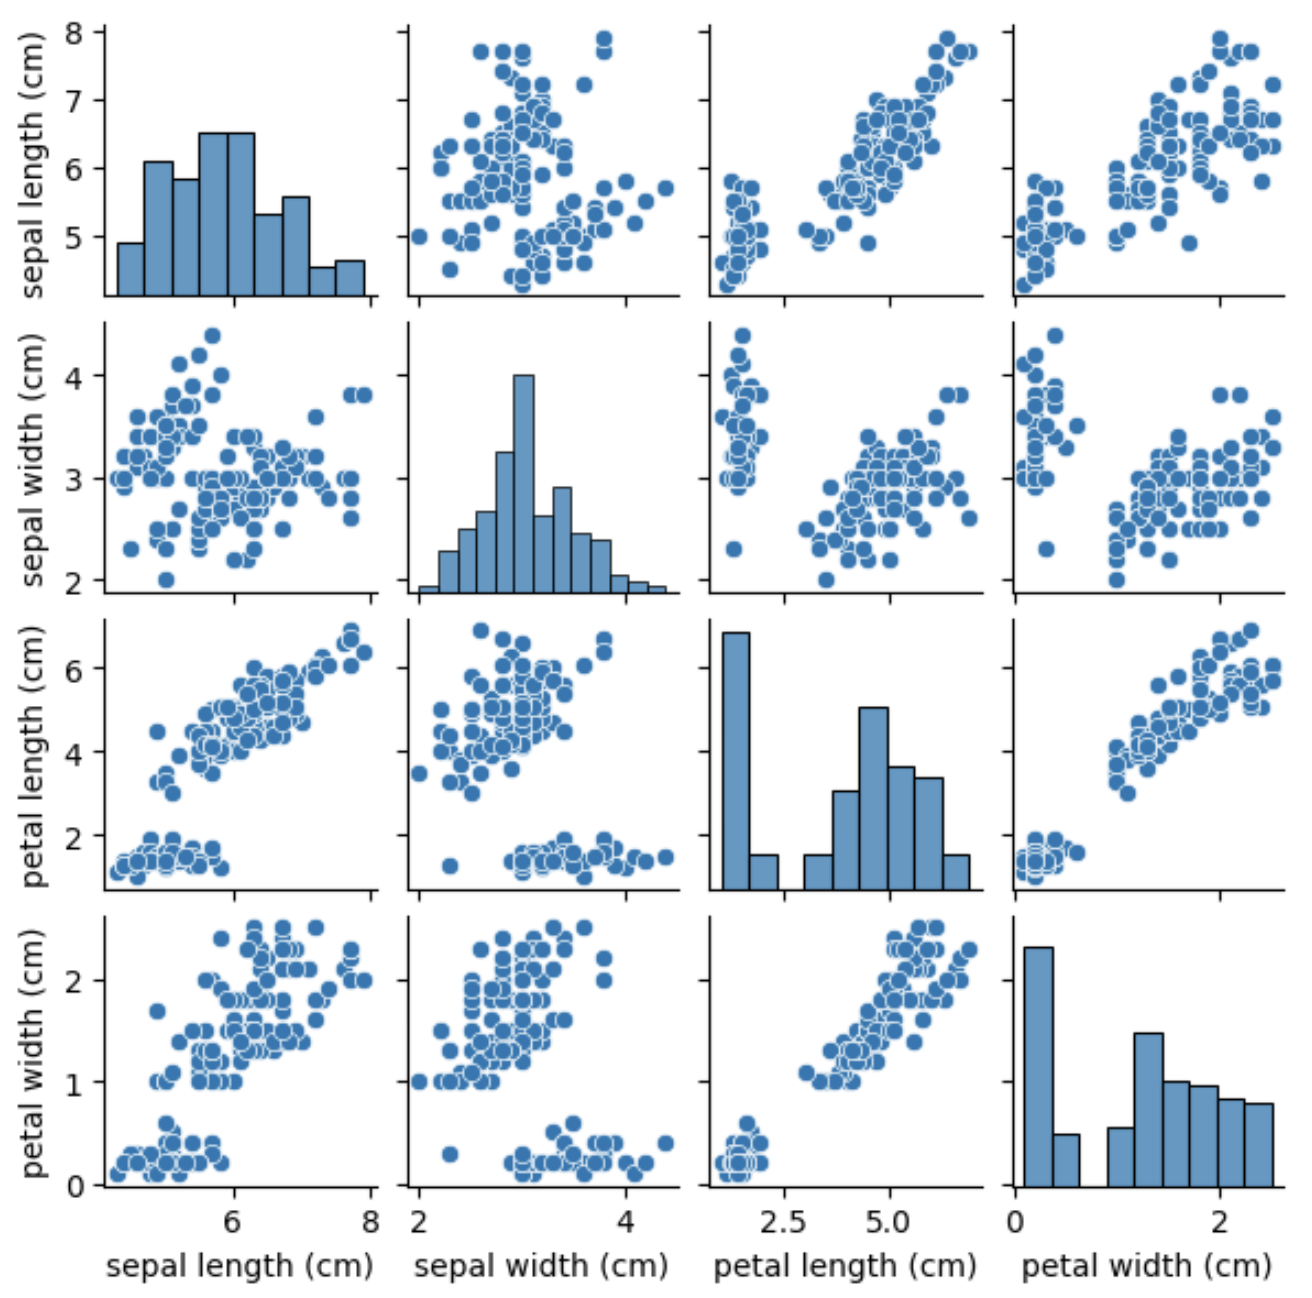 8
7
6
5
sepal length (cm)
4
3
2
sepal width (cm)
6
4
2
petal length (cm)
2
1
0
petal width (cm)
6 8 2 4 2.5 5.0 0 2
sepal length (cm) sepal width (cm) petal length (cm) petal width (cm)